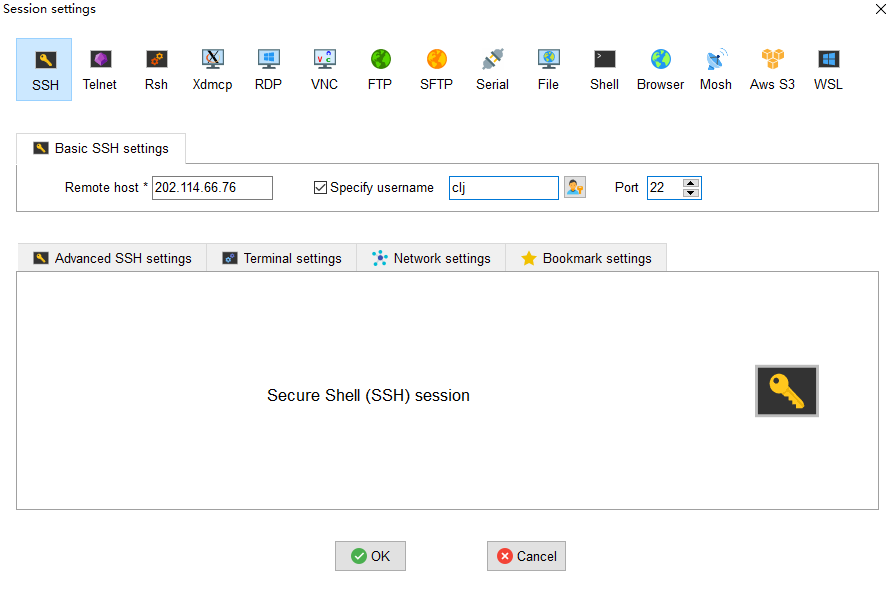 Session settings
SSH Telnet Rsh Xdmcp RDP VNC FTP SFTP Serial File Shell Browser Mosh Aws S3 WSL
Basic SSH settings
Remote host * 202.114.66.76 Specify username clj Port 22
Advanced SSH settings Terminal settings Network settings Bookmark settings
Secure Shell (SSH) session
OK Cancel